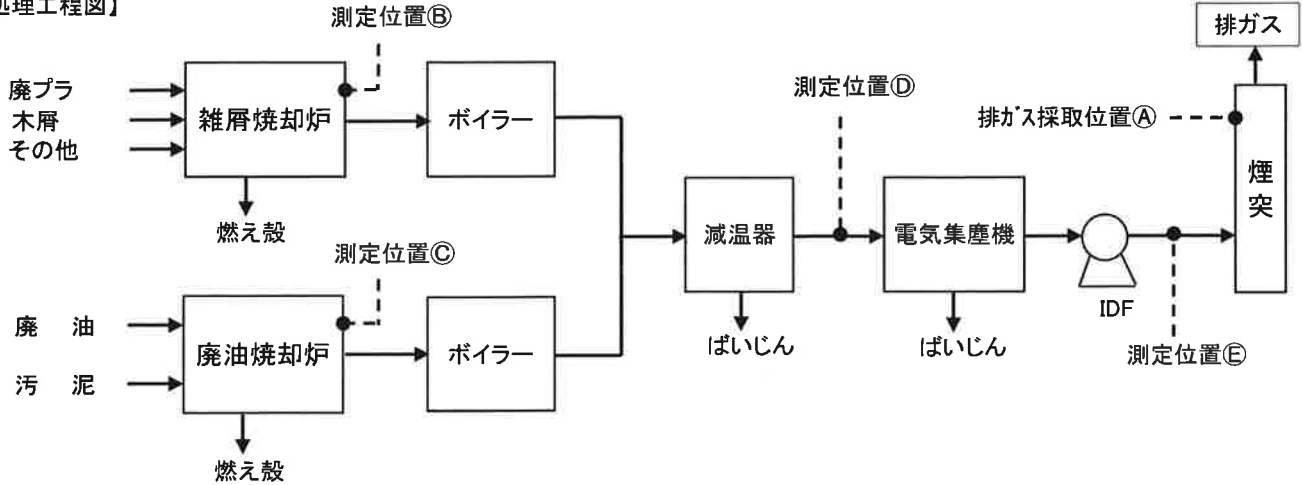 処理工程図】
測定位置Ⓑ
廃プラ
木屑
その他
雑屑焼却炉
ボイラー
燃え殻
測定位置Ⓒ
廃　油
汚　泥
廃油焼却炉
ボイラー
燃え殻
減温器
ばいじん
測定位置Ⓓ
電気集塵機
ばいじん
IDF
測定位置Ⓔ
排ガス採取位置Ⓐ
煙突
排ガス